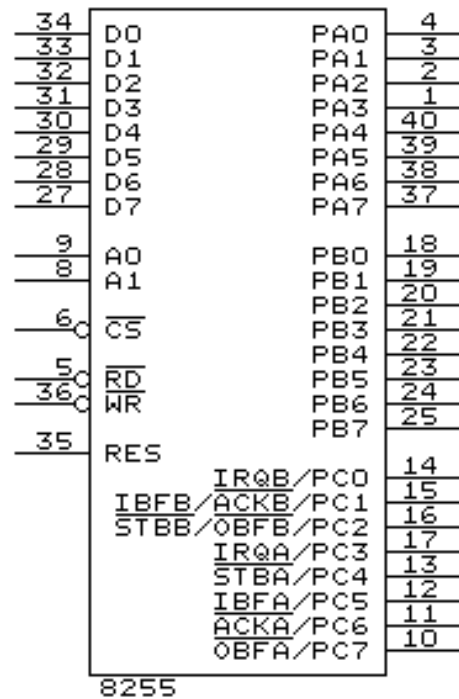 34 D0 PA0 4
33 D1 PA1 3
32 D2 PA2 2
31 D3 PA3 1
30 D4 PA4 40
29 D5 PA5 39
28 D6 PA6 38
27 D7 PA7 37
9 A0 PB0 18
8 A1 PB1 19
PB2 20
6 CS PB3 21
PB4 22
5 RD PB5 23
36 WR PB6 24
PB7 25
35 RES
IRQB/PC0 14
IBFB/ACKB/PC1 15
STBB/OBFB/PC2 16
IRQA/PC3 17
STBA/PC4 13
IBFA/PC5 12
ACKA/PC6 11
OBFA/PC7 10
8255